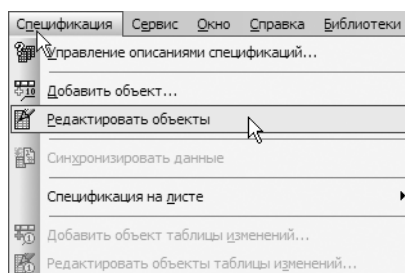 Спецификация Сервис Окно Справка Библиотеки
Управление описаниями спецификаций...
Добавить объект...
Редактировать объекты
Синхронизировать данные
Спецификация на листе
Добавить объект таблицы изменений...
Редактировать объекты таблицы изменений...